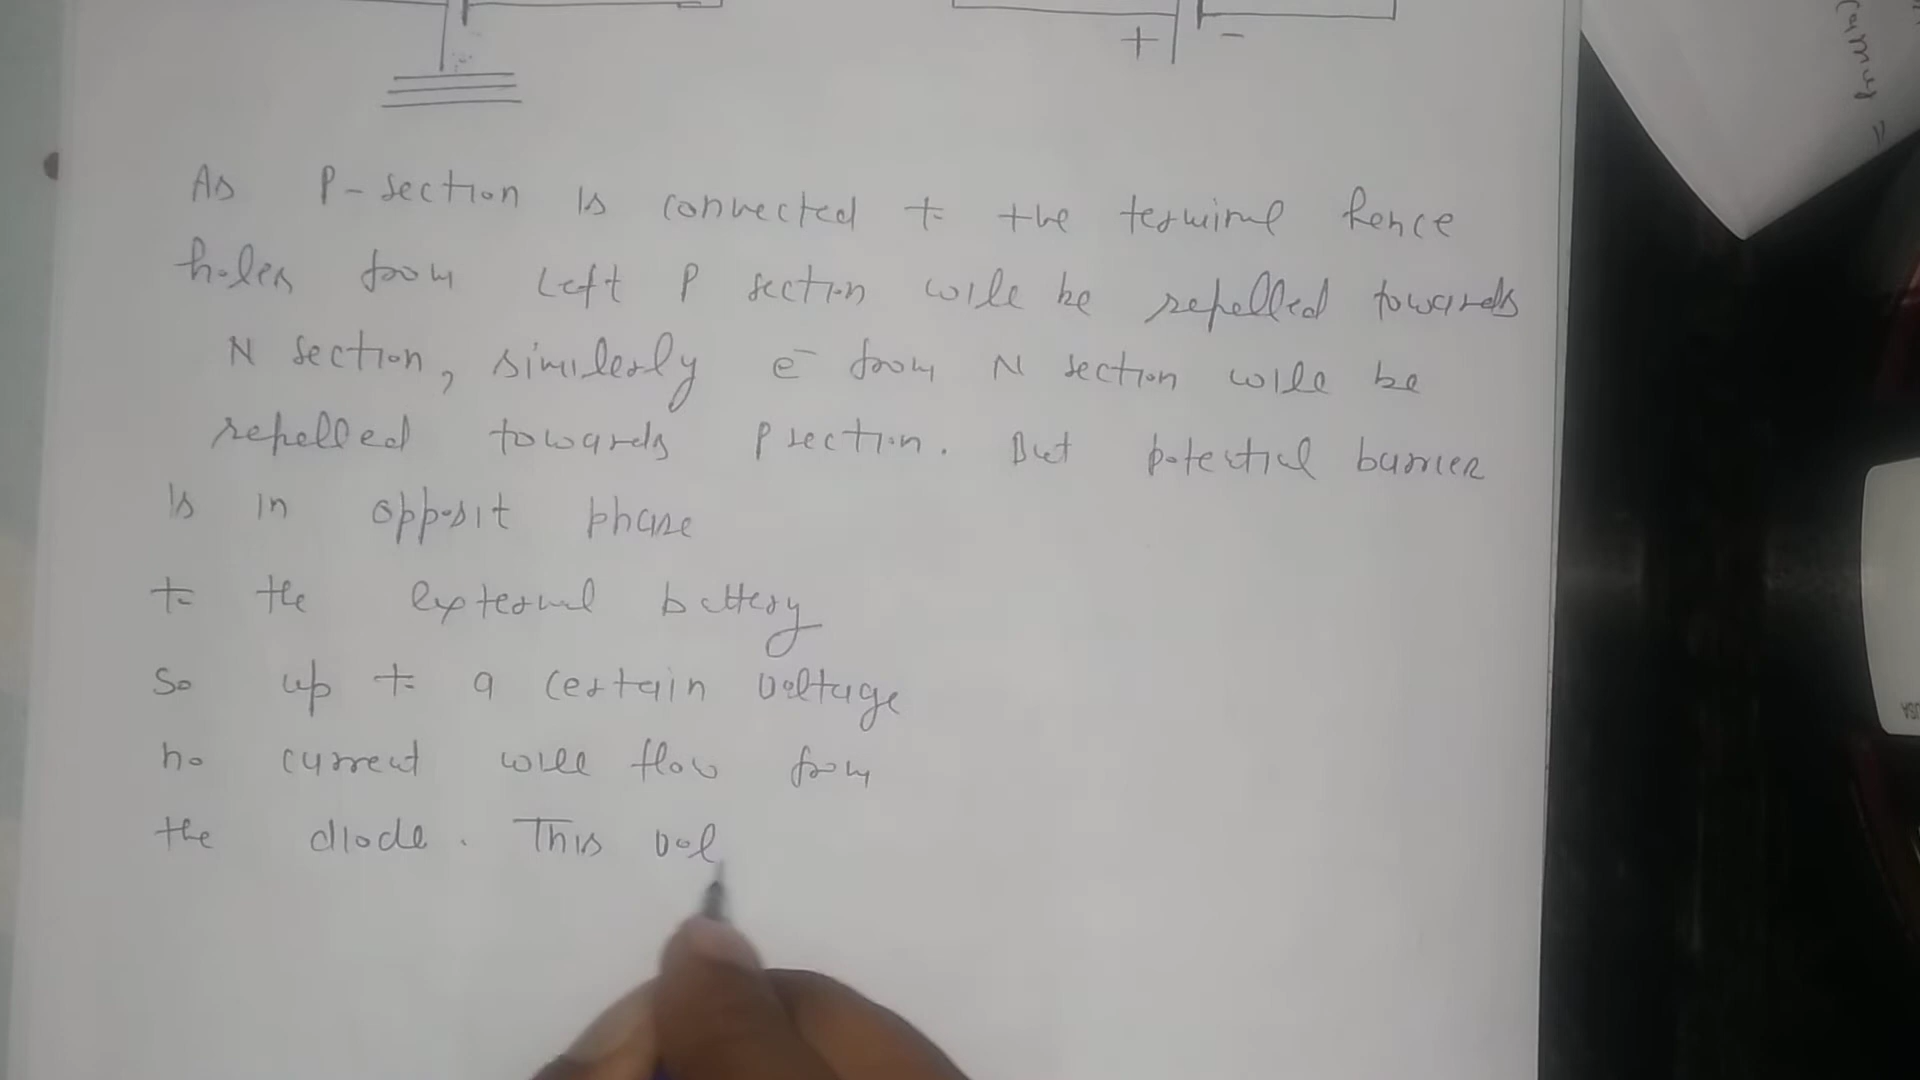 + -
As P-section is connected to +ve terminal hence
holes from Left P section will be repelled towards
N section, similerly e⁻ from N section will be
repelled towards P section. But potential barrier
is in opposit phase
to the external battery
so up to a certain voltage
no current will flow from
the diode. This vol